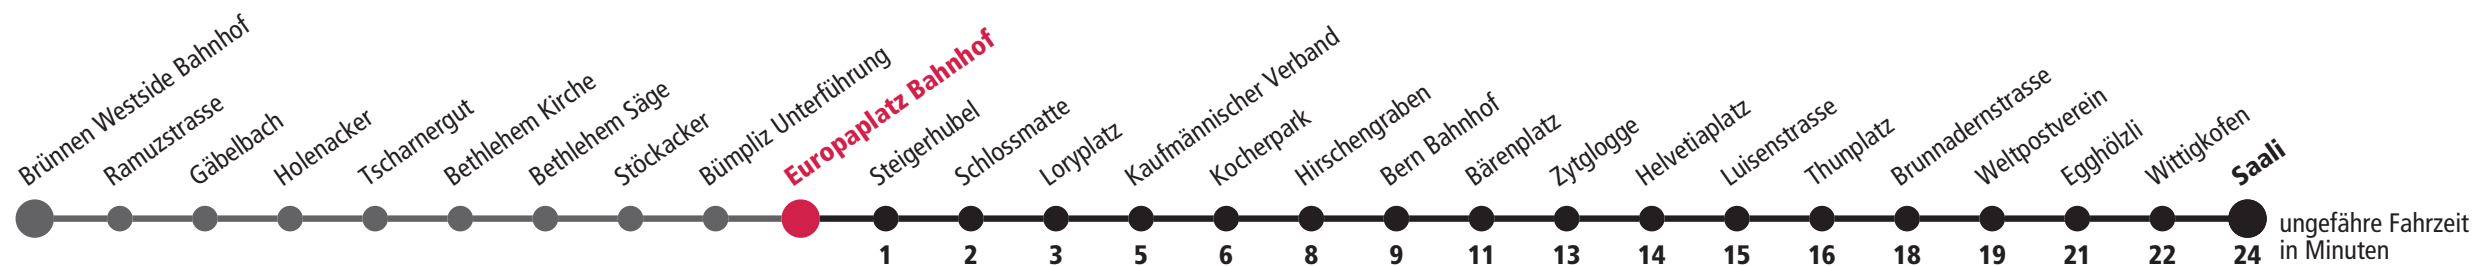 Brünnen Westside Bahnhof
Ramuzstrasse
Gäbelbach
Holenacker
Tscharnergut
Bethlehem Kirche
Bethlehem Säge
Stöckacker
Bümpliz Unterführung
Europaplatz Bahnhof
Steigerhubel
Schlossmatte
Loryplatz
Kaufmännischer Verband
Kocherpark
Hirschengraben
Bern Bahnhof
Bärenplatz
Zytglogge
Helvetiaplatz
Luisenstrasse
Thunplatz
Brunnadernstrasse
Weltpostverein
Egghölzli
Wittigkofen
Saali
1 2 3 5 6 8 9 11 13 14 15 16 18 19 21 22 24
ungefähre Fahrzeit
in Minuten